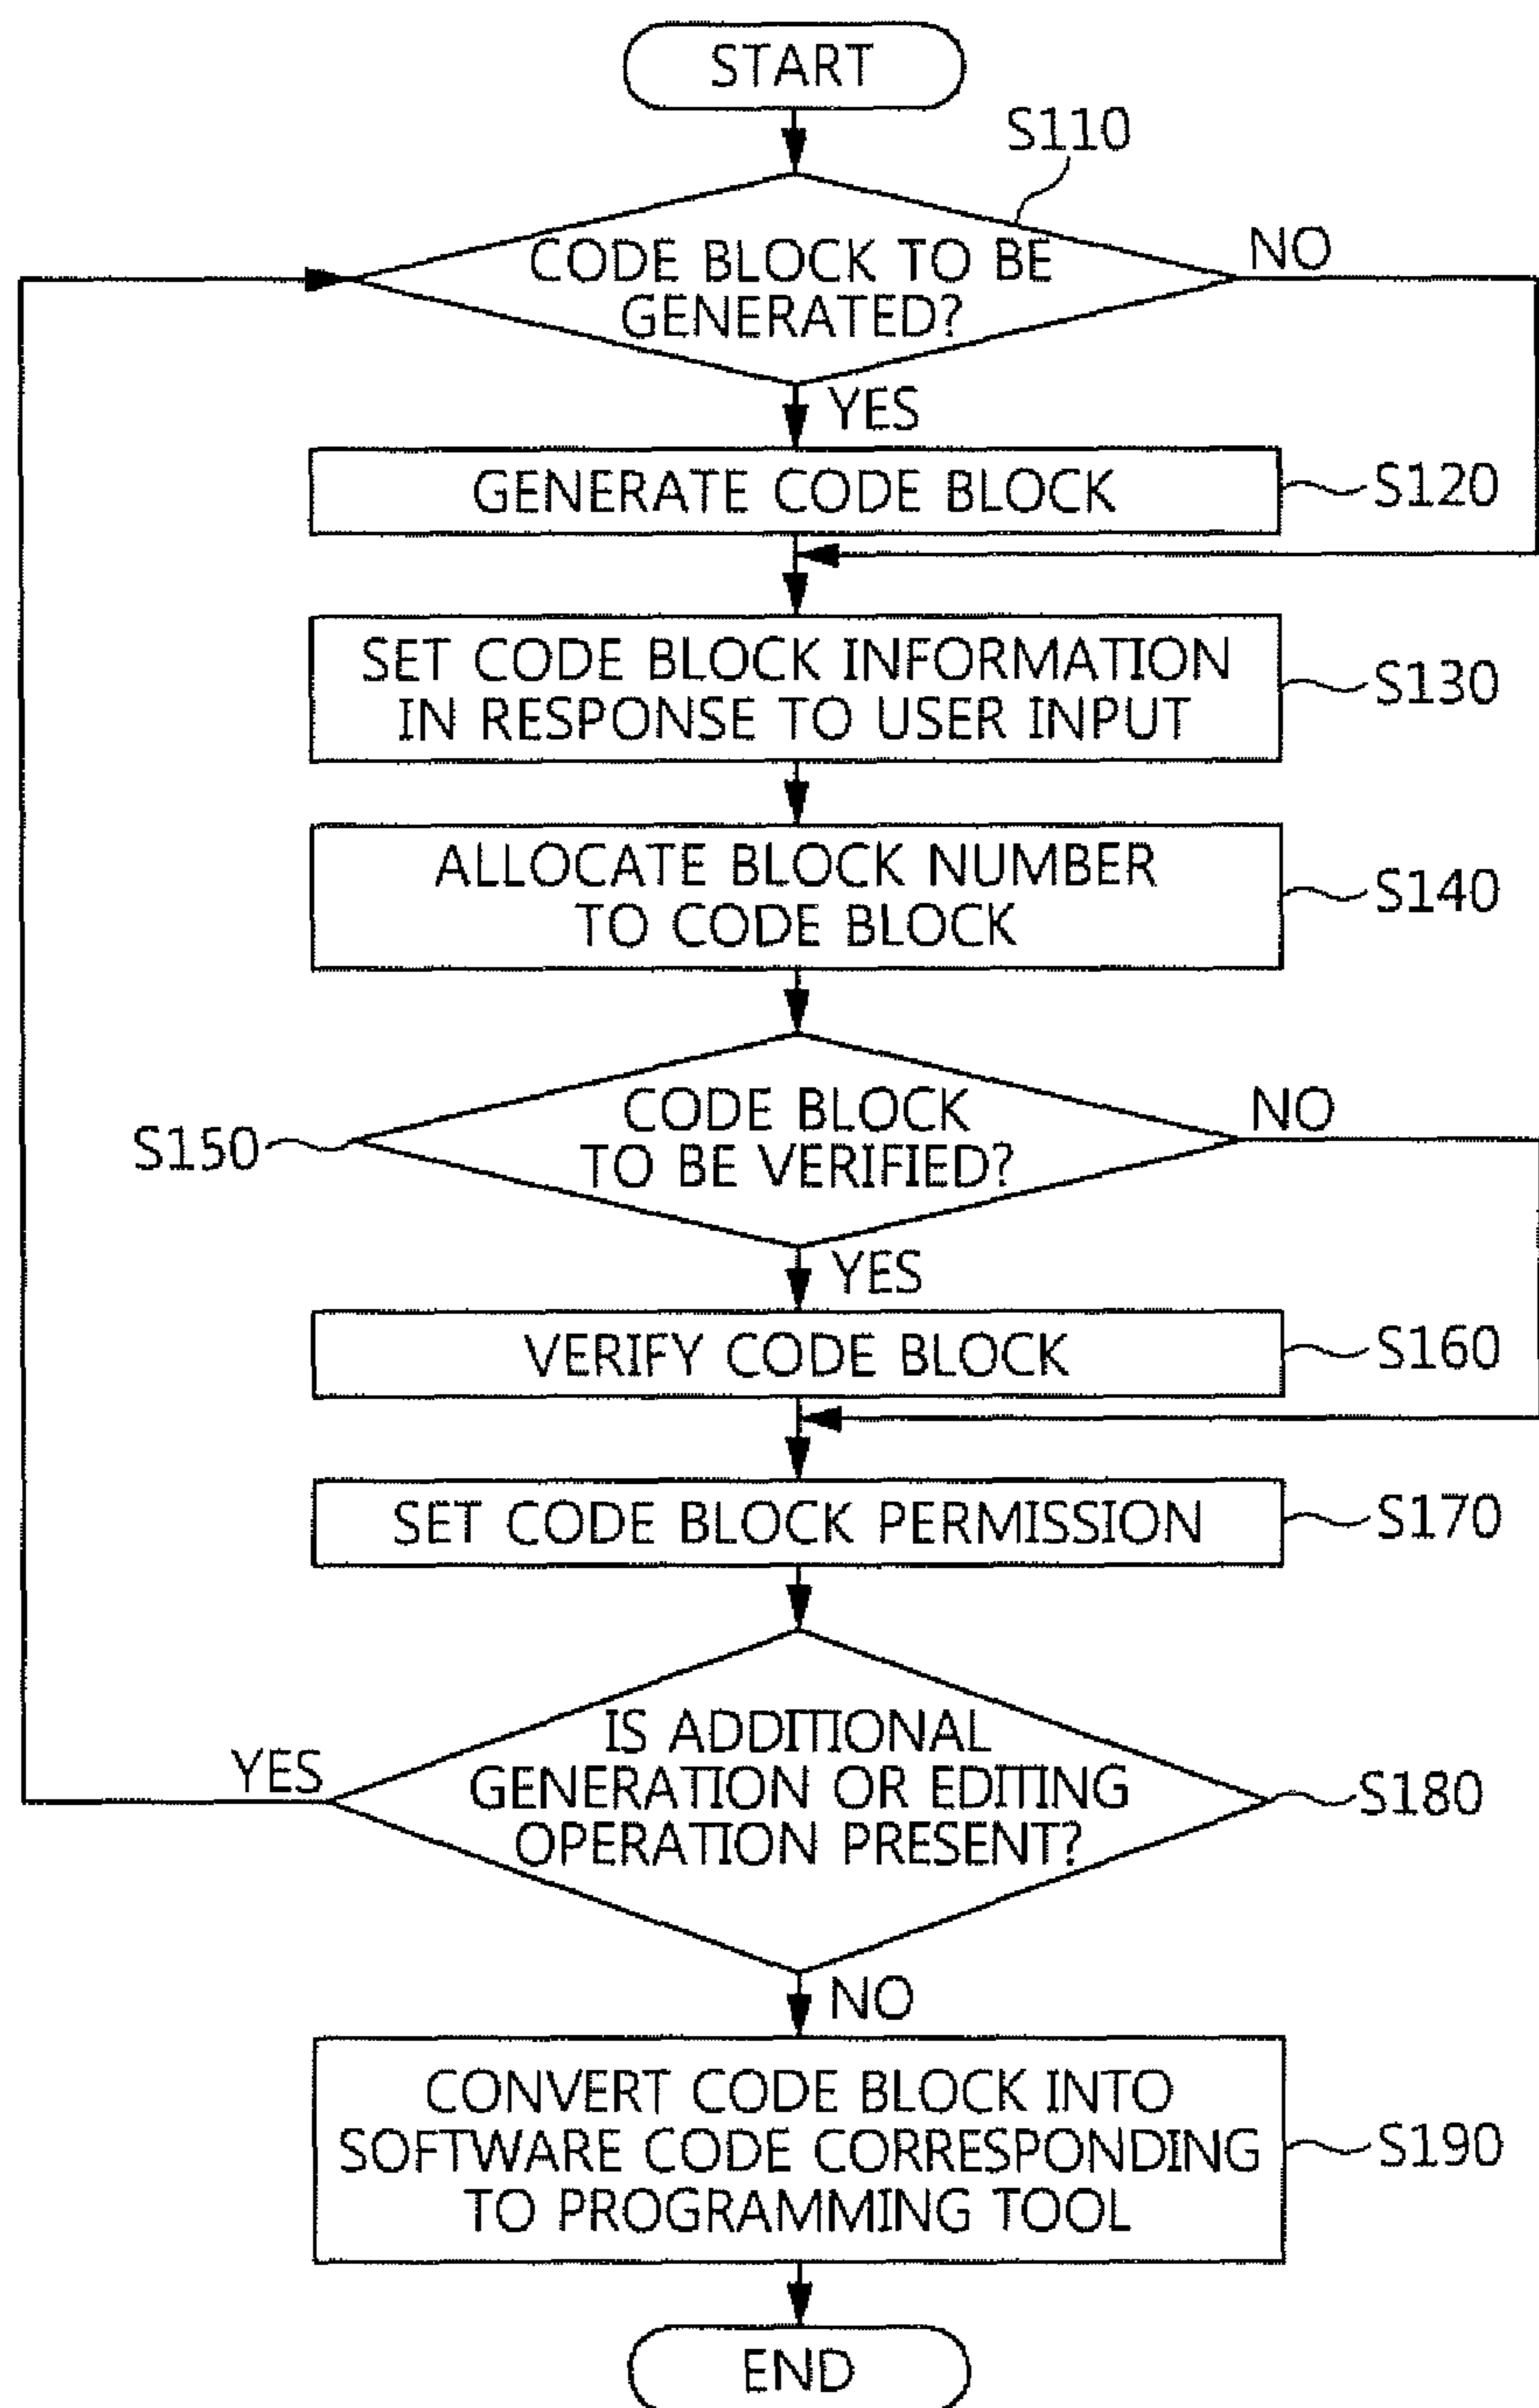 START
S110
CODE BLOCK TO BE
GENERATED?
NO
YES
GENERATE CODE BLOCK
S120
SET CODE BLOCK INFORMATION
IN RESPONSE TO USER INPUT
S130
ALLOCATE BLOCK NUMBER
TO CODE BLOCK
S140
CODE BLOCK
TO BE VERIFIED?
NO
S150
YES
VERIFY CODE BLOCK
S160
SET CODE BLOCK PERMISSION
S170
IS ADDITIONAL
GENERATION OR EDITING
OPERATION PRESENT?
YES
S180
NO
CONVERT CODE BLOCK INTO
SOFTWARE CODE CORRESPONDING
TO PROGRAMMING TOOL
S190
END